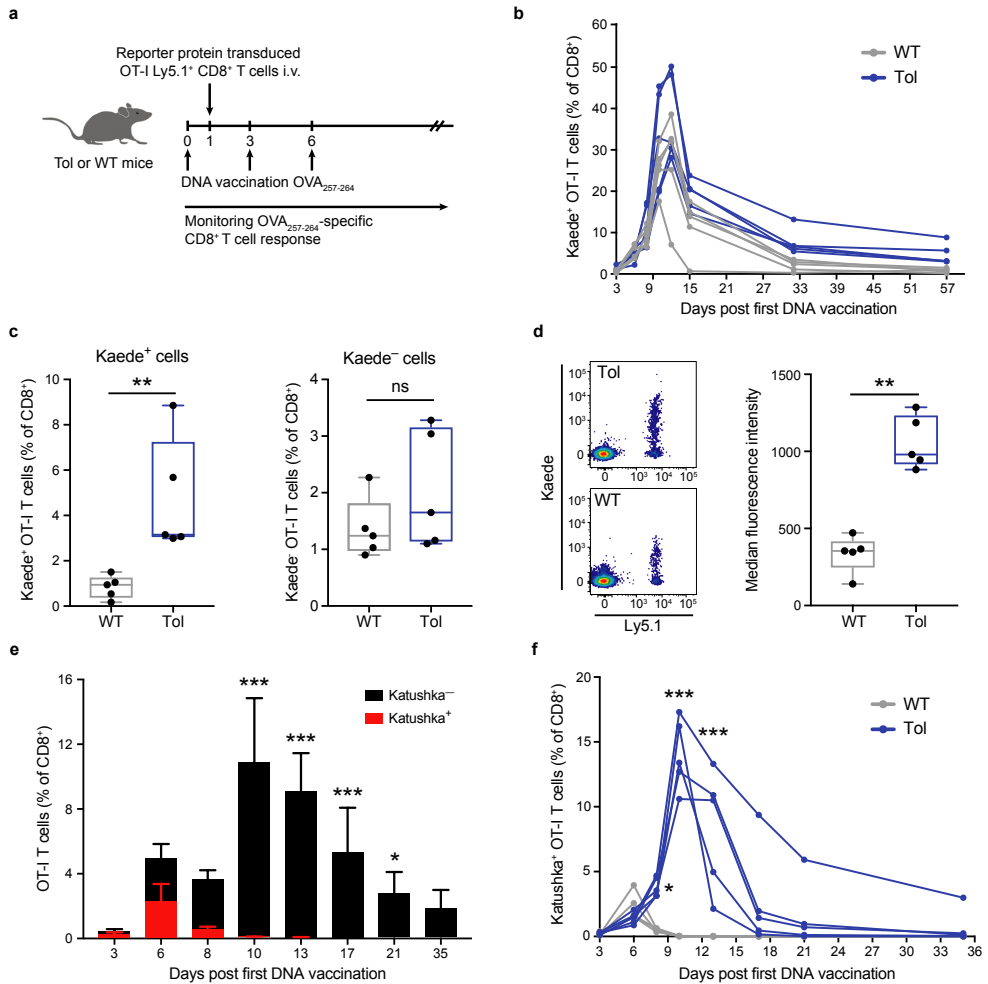 a
Reporter protein transduced
OT-I Ly5.1⁺ CD8⁺ T cells i.v.
0 1 3 6
Tol or WT mice
DNA vaccination OVA₂₅₇₋₂₆₄
Monitoring OVA₂₅₇₋₂₆₄-specific
CD8⁺ T cell response
b
Kaede⁺ OT-I T cells (% of CD8⁺)
60
50
40
30
20
10
0
WT
Tol
3 9 15 21 27 33 39 45 51 57
Days post first DNA vaccination
c
Kaede⁺ cells
Kaede⁺ OT-I T cells (% of CD8⁺)
10
8
6
4
2
0
**
WT Tol
Kaede⁻ cells
Kaede⁻ OT-I T cells (% of CD8⁺)
4
3
2
1
0
ns
WT Tol
d
Kaede
Tol
10⁵
10³
0
0 10³ 10⁴ 10⁵
WT
10⁵
10³
0
0 10³ 10⁴ 10⁵
Ly5.1
Median fluorescence intensity
1500
1000
500
0
**
WT Tol
e
OT-I T cells (% of CD8⁺)
16
12
8
4
0
*** *** *** *
Katushka⁻
Katushka⁺
3 6 8 10 13 17 21 35
Days post first DNA vaccination
f
Katushka⁺ OT-I T cells (% of CD8⁺)
20
15
10
5
0
***
***
*
WT
Tol
3 6 9 12 15 18 21 24 27 30 33 36
Days post first DNA vaccination